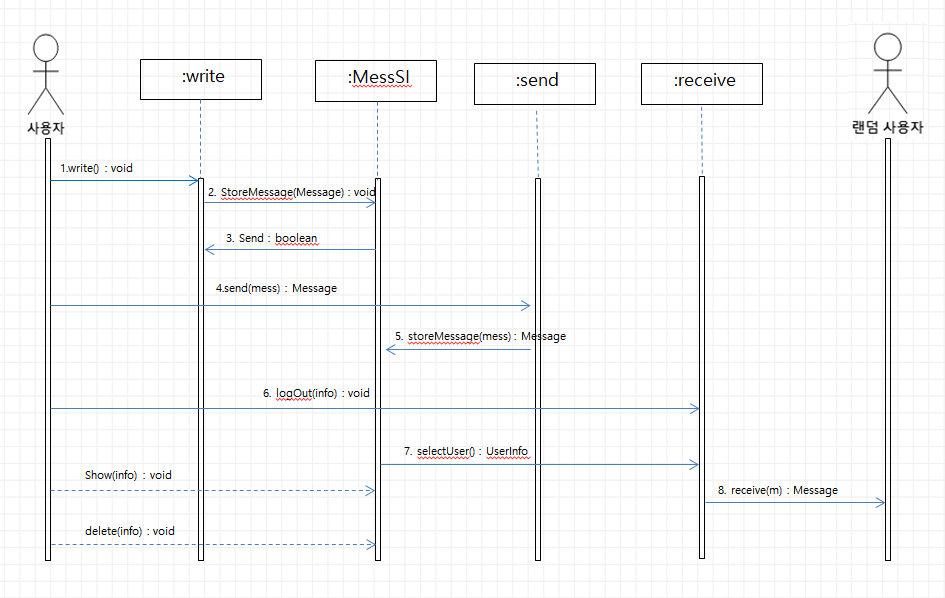 :write
:MessSI
:send
:receive
사용자
랜덤 사용자
1.write() : void
2. StoreMessage(Message) : void
3. Send : boolean
4.send(mess) : Message
5. storeMessage(mess) : Message
6. logOut(info) : void
7. selectUser() : UserInfo
Show(info) : void
8. receive(m) : Message
delete(info) : void